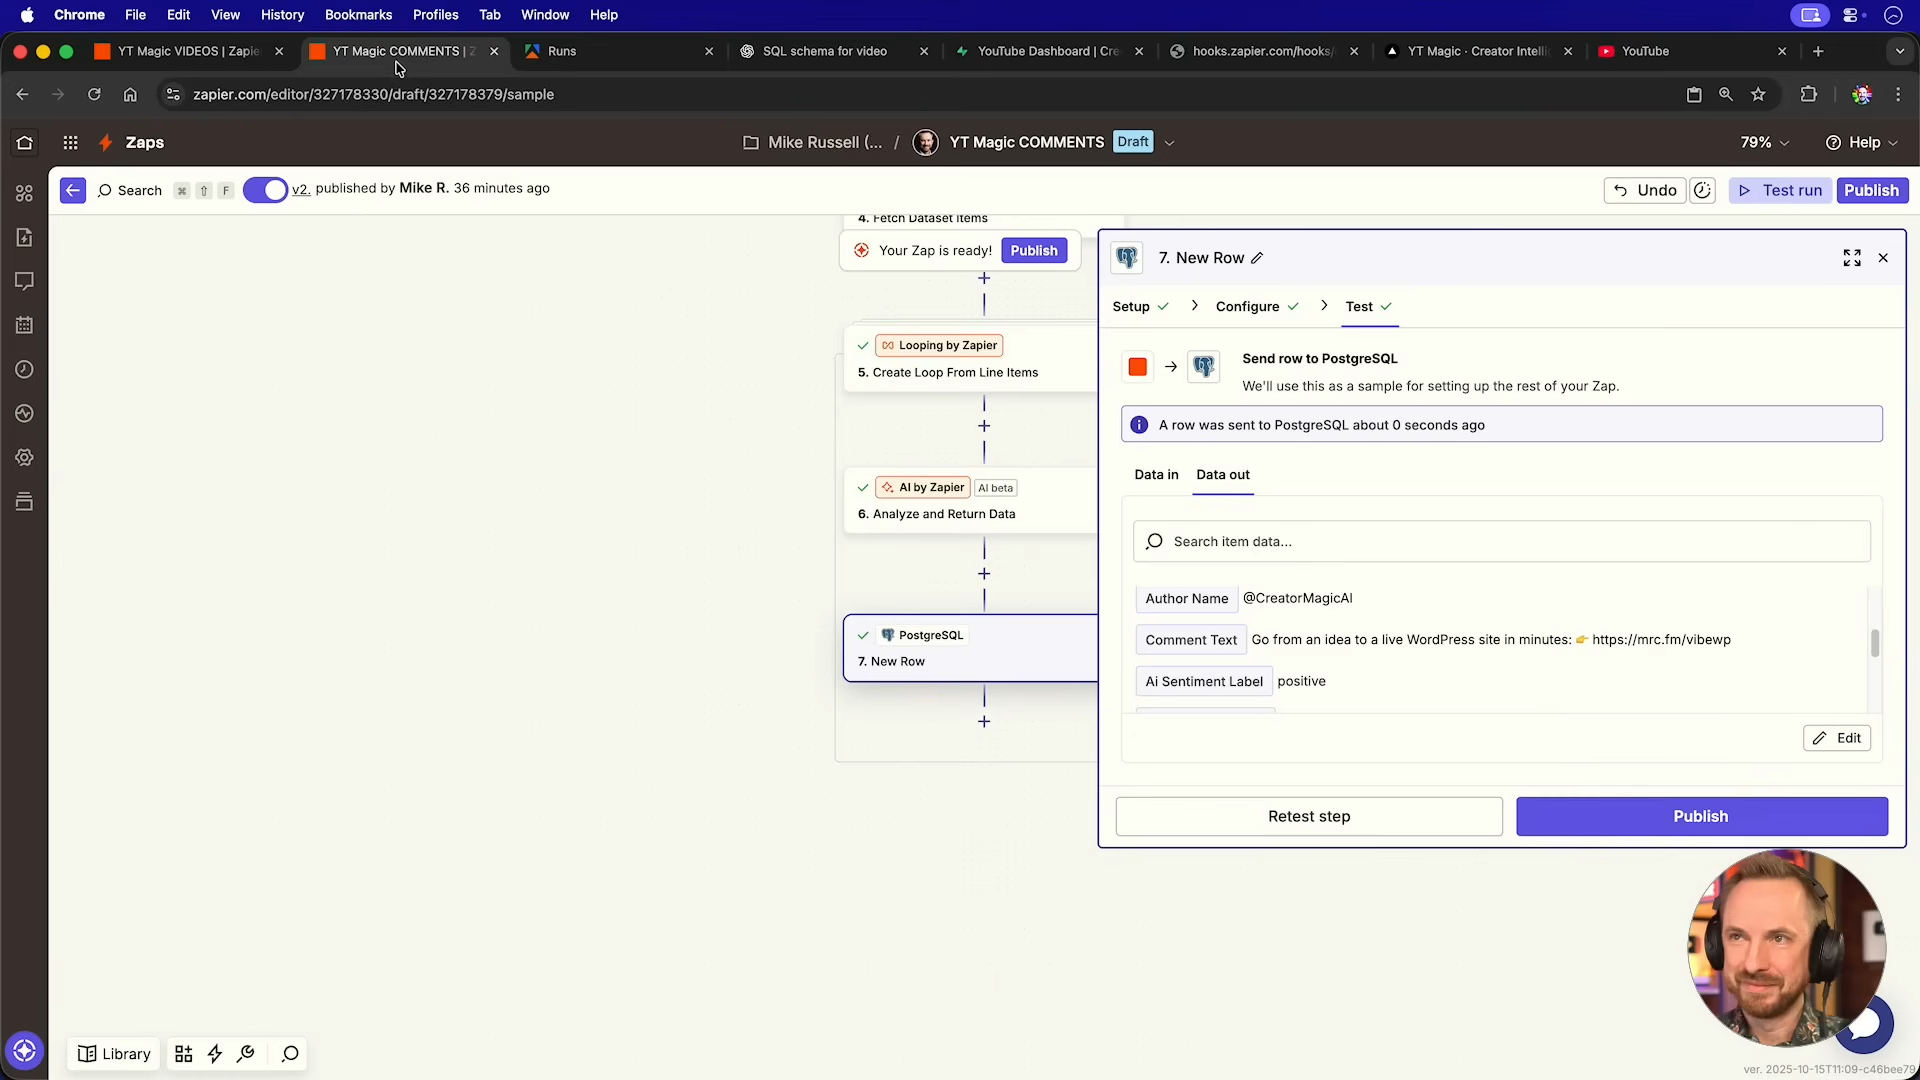 Chrome File Edit View History Bookmarks Profiles Tab Window Help
YT Magic VIDEOS | Zapie
YT Magic COMMENTS | Z
Runs
SQL schema for video
YouTube Dashboard | Cre
hooks.zapier.com/hooks/
YT Magic · Creator Intelli
YouTube
zapier.com/editor/327178330/draft/327178379/sample
Zaps
Mike Russell (... / YT Magic COMMENTS Draft
79%
Help
Search ⌘ ⇧ F
v2. published by Mike R. 36 minutes ago
Undo
Test run
Publish
4. Fetch Dataset Items
Your Zap is ready! Publish
Looping by Zapier
5. Create Loop From Line Items
AI by Zapier AI beta
6. Analyze and Return Data
PostgreSQL
7. New Row
7. New Row
Setup > Configure > Test
Send row to PostgreSQL
We'll use this as a sample for setting up the rest of your Zap.
A row was sent to PostgreSQL about 0 seconds ago
Data in Data out
Search item data...
Author Name @CreatorMagicAI
Comment Text Go from an idea to a live WordPress site in minutes: 👉 https://mrc.fm/vibewp
Ai Sentiment Label positive
Edit
Retest step
Publish
Library
ver. 2025-10-15T11:09-c46bee79